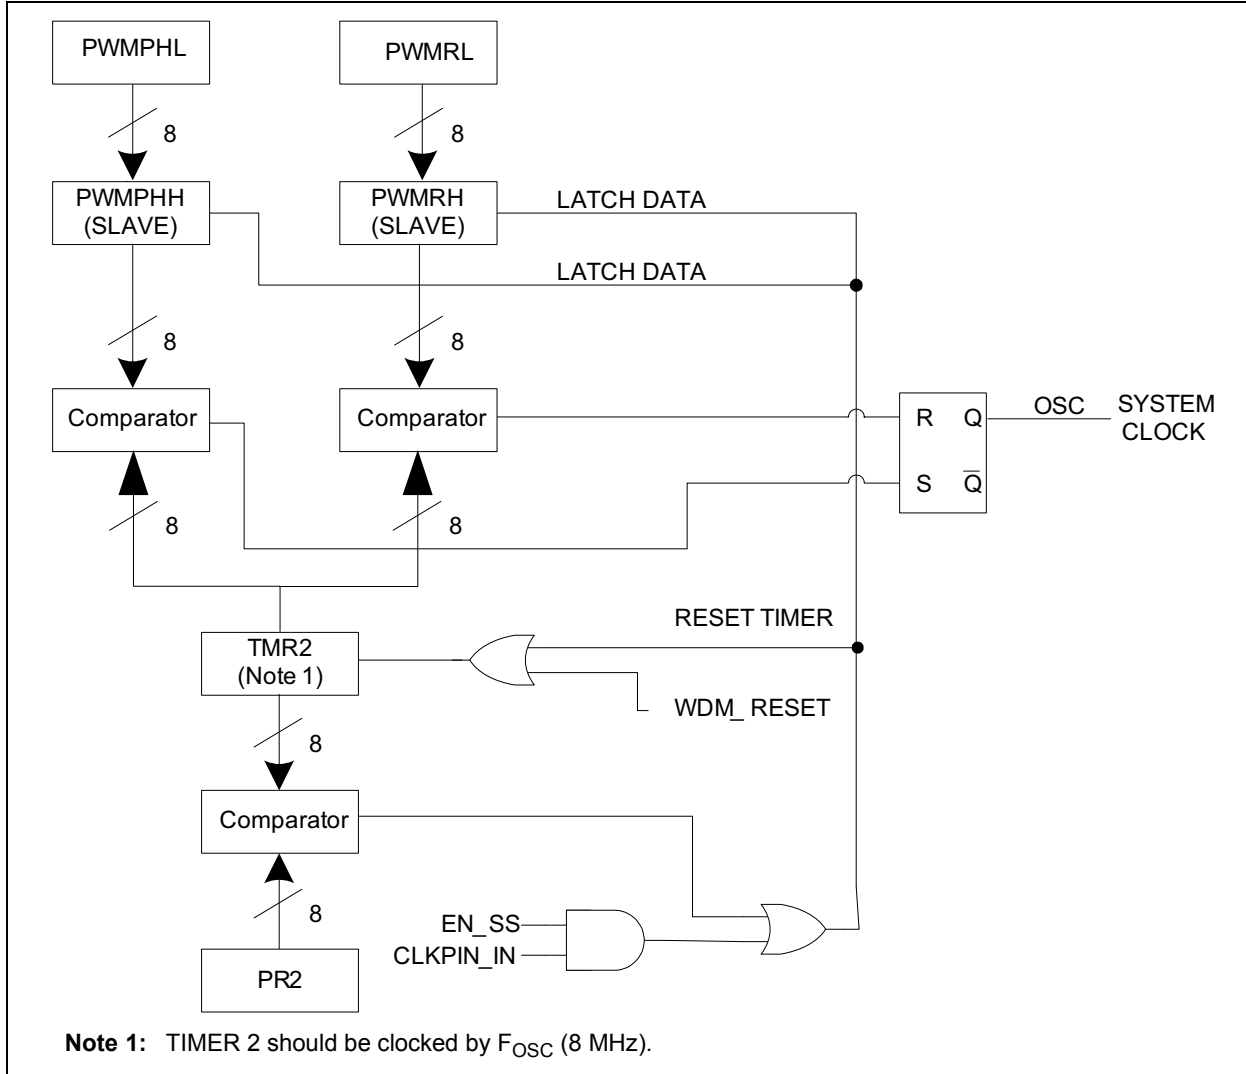 PWMPHL
PWMRL
8
8
PWMPHH
(SLAVE)
PWMRH
(SLAVE)
LATCH DATA
LATCH DATA
8
8
Comparator
Comparator
R Q
S Q̅
OSC
SYSTEM
CLOCK
8
8
TMR2
(Note 1)
RESET TIMER
WDM_ RESET
8
Comparator
8
EN_SS
CLKPIN_IN
PR2
Note 1: TIMER 2 should be clocked by FOSC (8 MHz).